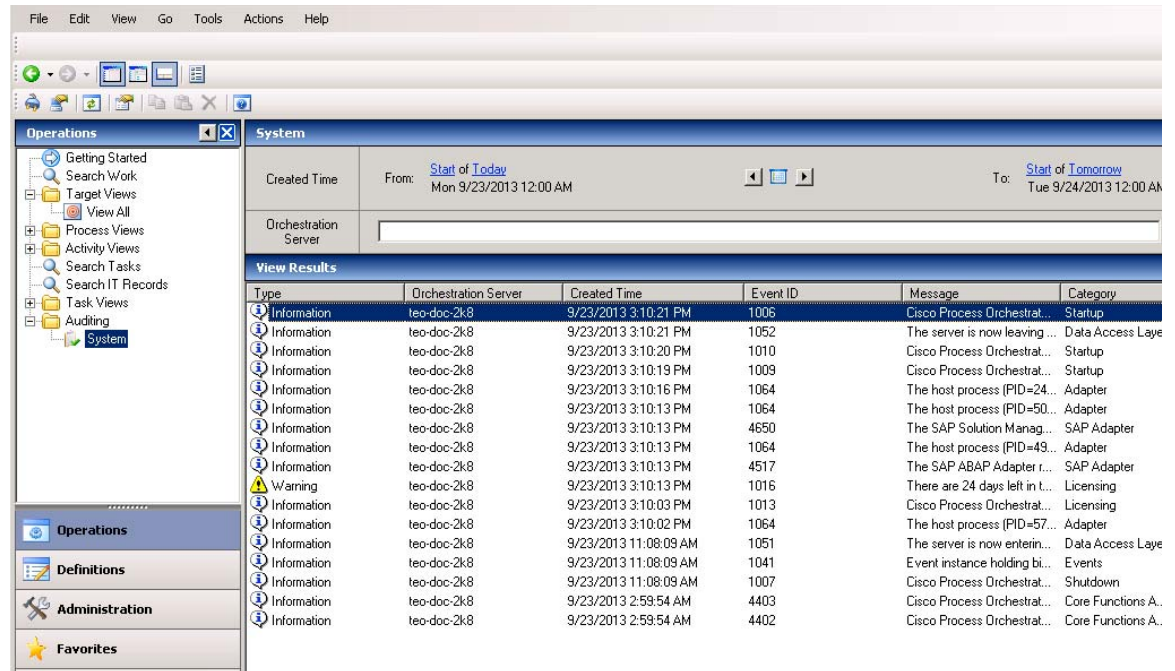 File Edit View Go Tools Actions Help
Operations
Getting Started
Search Work
Target Views
View All
Process Views
Activity Views
Search Tasks
Search IT Records
Task Views
Auditing
System
Operations
Definitions
Administration
Favorites
System
Created Time From: Start of Today To: Start of Tomorrow
Mon 9/23/2013 12:00 AM Tue 9/24/2013 12:00 AM
Orchestration
Server
View Results
Type Orchestration Server Created Time Event ID Message Category
Information teo-doc-2k8 9/23/2013 3:10:21 PM 1006 Cisco Process Orchestrat... Startup
Information teo-doc-2k8 9/23/2013 3:10:21 PM 1052 The server is now leaving ... Data Access Laye
Information teo-doc-2k8 9/23/2013 3:10:20 PM 1010 Cisco Process Orchestrat... Startup
Information teo-doc-2k8 9/23/2013 3:10:19 PM 1009 Cisco Process Orchestrat... Startup
Information teo-doc-2k8 9/23/2013 3:10:16 PM 1064 The host process (PID=24... Adapter
Information teo-doc-2k8 9/23/2013 3:10:13 PM 1064 The host process (PID=50... Adapter
Information teo-doc-2k8 9/23/2013 3:10:13 PM 4650 The SAP Solution Manag... SAP Adapter
Information teo-doc-2k8 9/23/2013 3:10:13 PM 1064 The host process (PID=49... Adapter
Information teo-doc-2k8 9/23/2013 3:10:13 PM 4517 The SAP ABAP Adapter r... SAP Adapter
Warning teo-doc-2k8 9/23/2013 3:10:13 PM 1016 There are 24 days left in t... Licensing
Information teo-doc-2k8 9/23/2013 3:10:03 PM 1013 Cisco Process Orchestrat... Licensing
Information teo-doc-2k8 9/23/2013 3:10:02 PM 1064 The host process (PID=57... Adapter
Information teo-doc-2k8 9/23/2013 11:08:09 AM 1051 The server is now enterin... Data Access Laye
Information teo-doc-2k8 9/23/2013 11:08:09 AM 1041 Event instance holding bi... Events
Information teo-doc-2k8 9/23/2013 11:08:09 AM 1007 Cisco Process Orchestrat... Shutdown
Information teo-doc-2k8 9/23/2013 2:59:54 AM 4403 Cisco Process Orchestrat... Core Functions A...
Information teo-doc-2k8 9/23/2013 2:59:54 AM 4402 Cisco Process Orchestrat... Core Functions A...